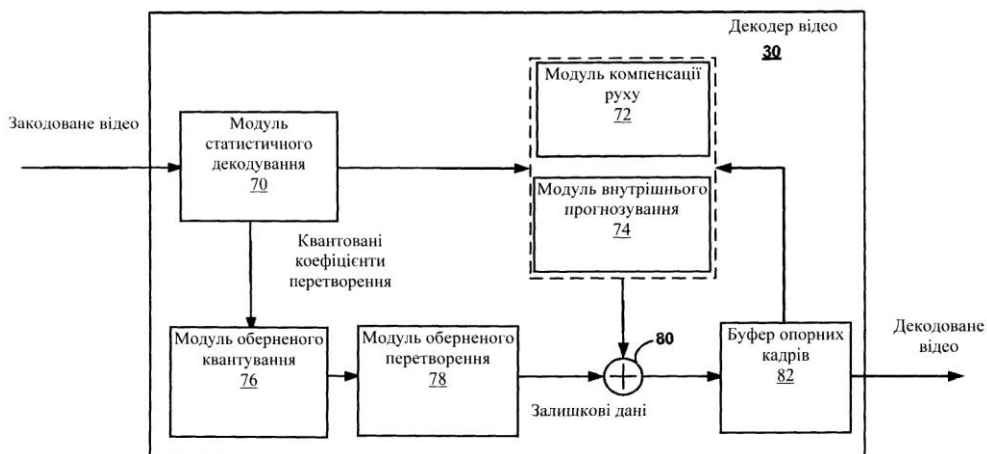 Декодер відео
30
Закодоване відео
Модуль
статистичного
декодування
70
Модуль компенсації
руху
72
Модуль внутрішнього
прогнозування
74
Квантовані
коефіцієнти
перетворення
Модуль оберненого
квантування
76
Модуль оберненого
перетворення
78
80
Залишкові дані
Буфер опорних
кадрів
82
Декодоване
відео